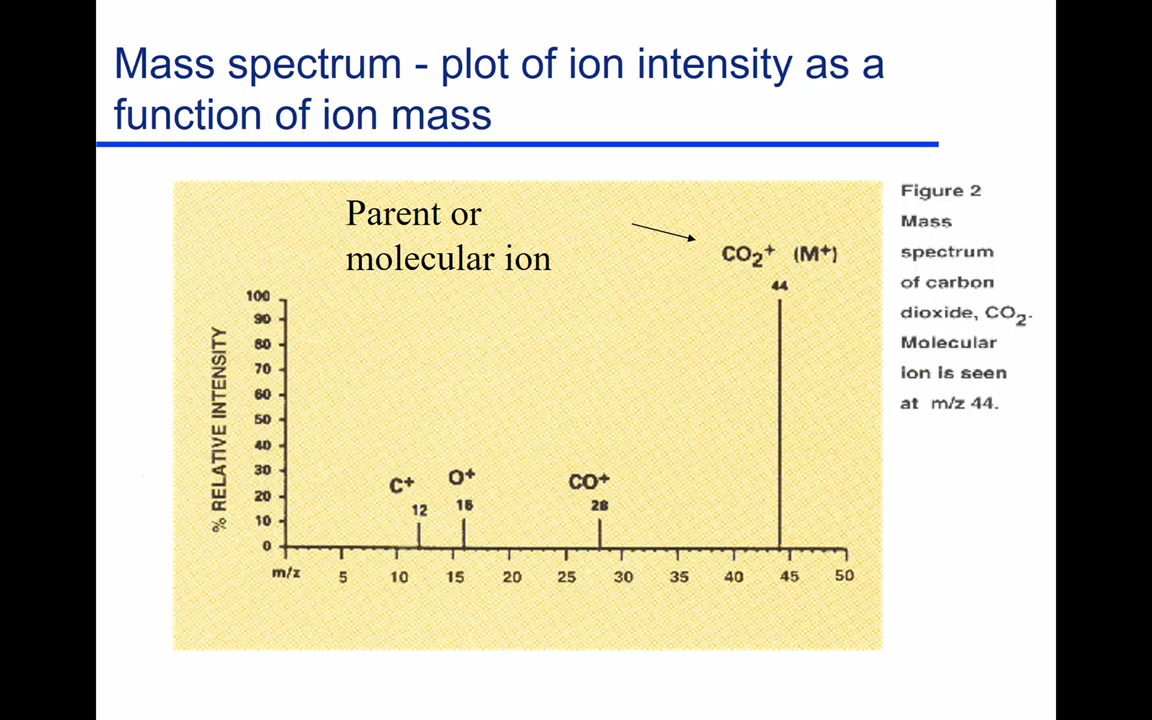 Mass spectrum - plot of ion intensity as a
function of ion mass
Parent or
molecular ion
CO₂⁺ (M⁺)
44
100
90
80
70
60
50
40
30
20
10
0
% RELATIVE INTENSITY
C⁺
12
O⁺
16
CO⁺
28
m/z 5 10 15 20 25 30 35 40 45 50
Figure 2
Mass
spectrum
of carbon
dioxide, CO₂.
Molecular
ion is seen
at m/z 44.